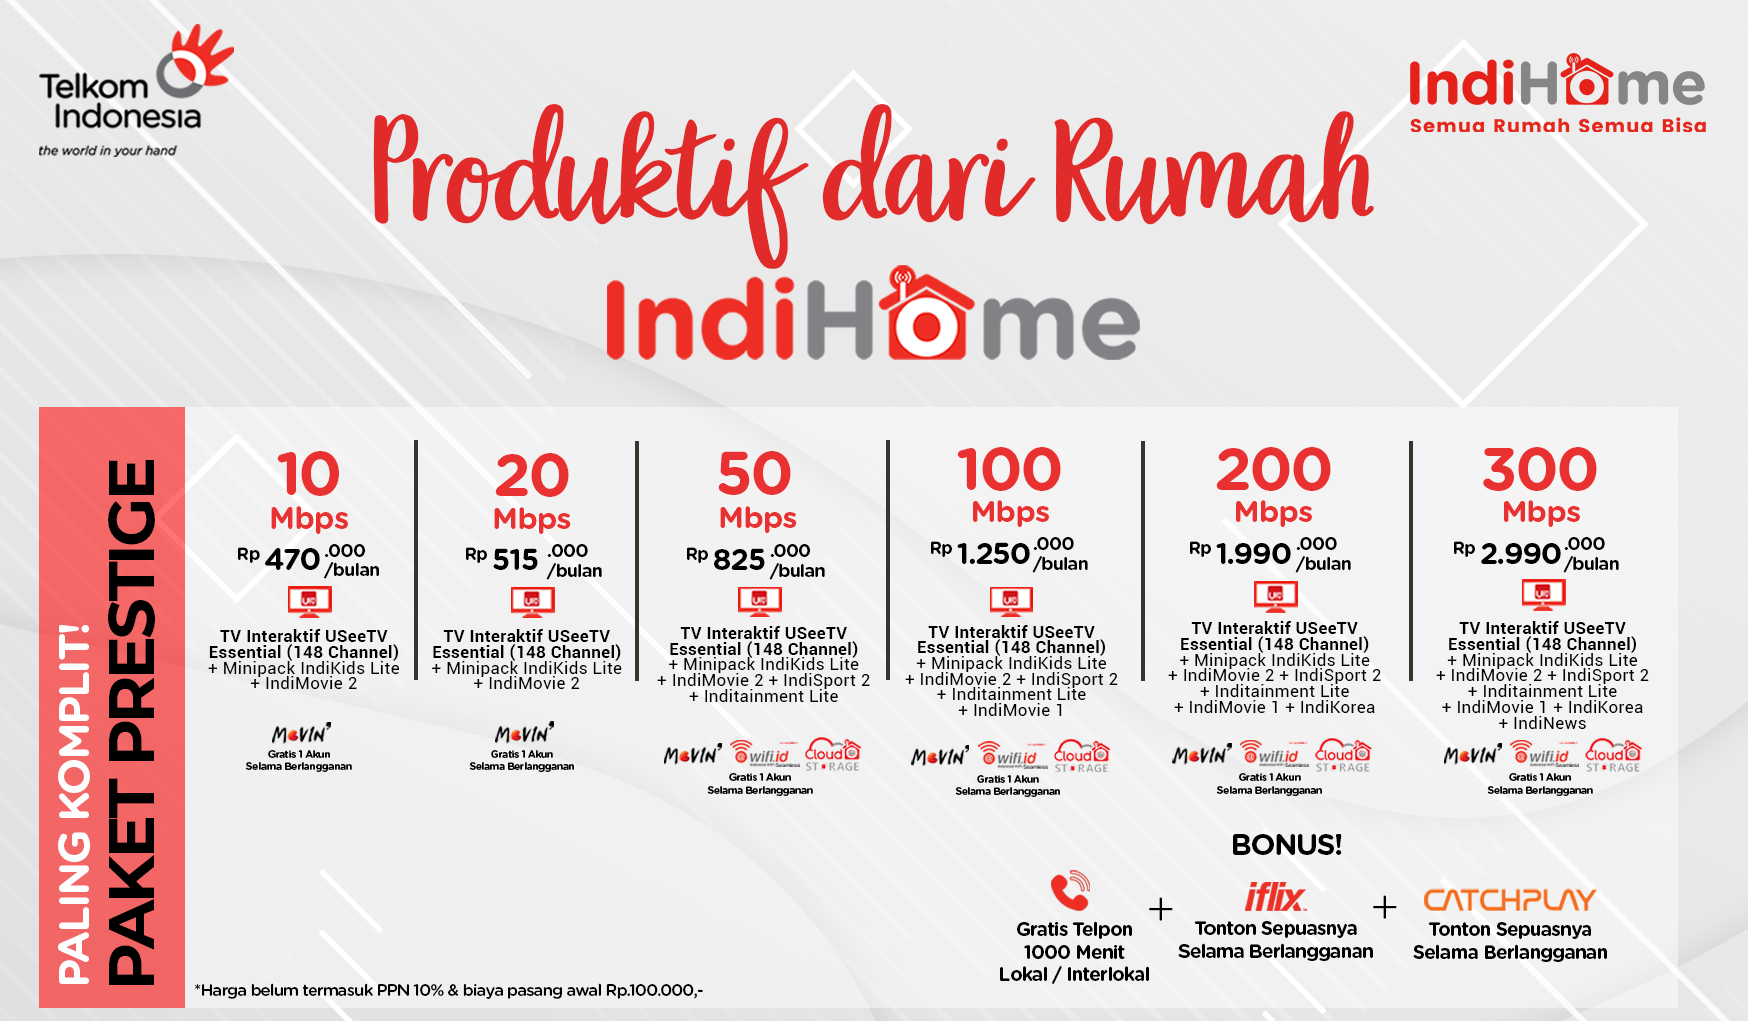 Telkom
Indonesia
the world in your hand
IndiHome
Semua Rumah Semua Bisa
Produktif dari Rumah
IndiHome
PALING KOMPLIT!
PAKET PRESTIGE
10
Mbps
Rp 470 .000
/bulan
TV Interaktif USeeTV
Essential (148 Channel)
+ Minipack IndiKids Lite
+ IndiMovie 2
MOVIN'
Gratis 1 Akun
Selama Berlangganan
20
Mbps
Rp 515 .000
/bulan
TV Interaktif USeeTV
Essential (148 Channel)
+ Minipack IndiKids Lite
+ IndiMovie 2
MOVIN'
Gratis 1 Akun
Selama Berlangganan
50
Mbps
Rp 825 .000
/bulan
TV Interaktif USeeTV
Essential (148 Channel)
+ Minipack IndiKids Lite
+ IndiMovie 2 + IndiSport 2
+ Inditainment Lite
MOVIN' @wifi.id Cloud
STORAGE
Gratis 1 Akun
Selama Berlangganan
100
Mbps
Rp 1.250 .000
/bulan
TV Interaktif USeeTV
Essential (148 Channel)
+ Minipack IndiKids Lite
+ IndiMovie 2 + IndiSport 2
+ Inditainment Lite
+ IndiMovie 1
MOVIN' @wifi.id Cloud
STORAGE
Gratis 1 Akun
Selama Berlangganan
200
Mbps
Rp 1.990 .000
/bulan
TV Interaktif USeeTV
Essential (148 Channel)
+ Minipack IndiKids Lite
+ IndiMovie 2 + IndiSport 2
+ Inditainment Lite
+ IndiMovie 1 + IndiKorea
MOVIN' @wifi.id Cloud
STORAGE
Gratis 1 Akun
Selama Berlangganan
300
Mbps
Rp 2.990 .000
/bulan
TV Interaktif USeeTV
Essential (148 Channel)
+ Minipack IndiKids Lite
+ IndiMovie 2 + IndiSport 2
+ Inditainment Lite
+ IndiMovie 1 + IndiKorea
+ IndiNews
MOVIN' @wifi.id Cloud
STORAGE
Gratis 1 Akun
Selama Berlangganan
BONUS!
Gratis Telpon
1000 Menit
Lokal / Interlokal
+
iflix
Tonton Sepuasnya
Selama Berlangganan
+
CATCHPLAY
Tonton Sepuasnya
Selama Berlangganan
*Harga belum termasuk PPN 10% & biaya pasang awal Rp.100.000,-